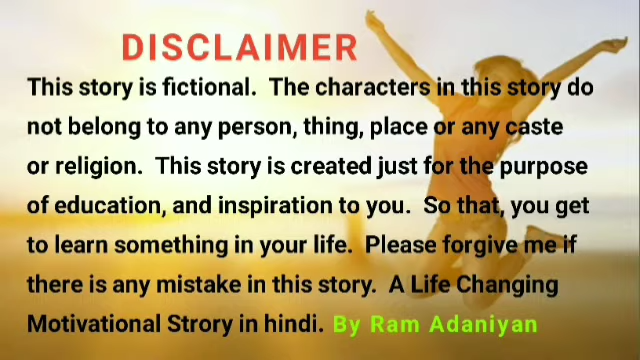 DISCLAIMER
This story is fictional. The characters in this story do
not belong to any person, thing, place or any caste
or religion. This story is created just for the purpose
of education, and inspiration to you. So that, you get
to learn something in your life. Please forgive me if
there is any mistake in this story. A Life Changing
Motivational Strory in hindi. By Ram Adaniyan